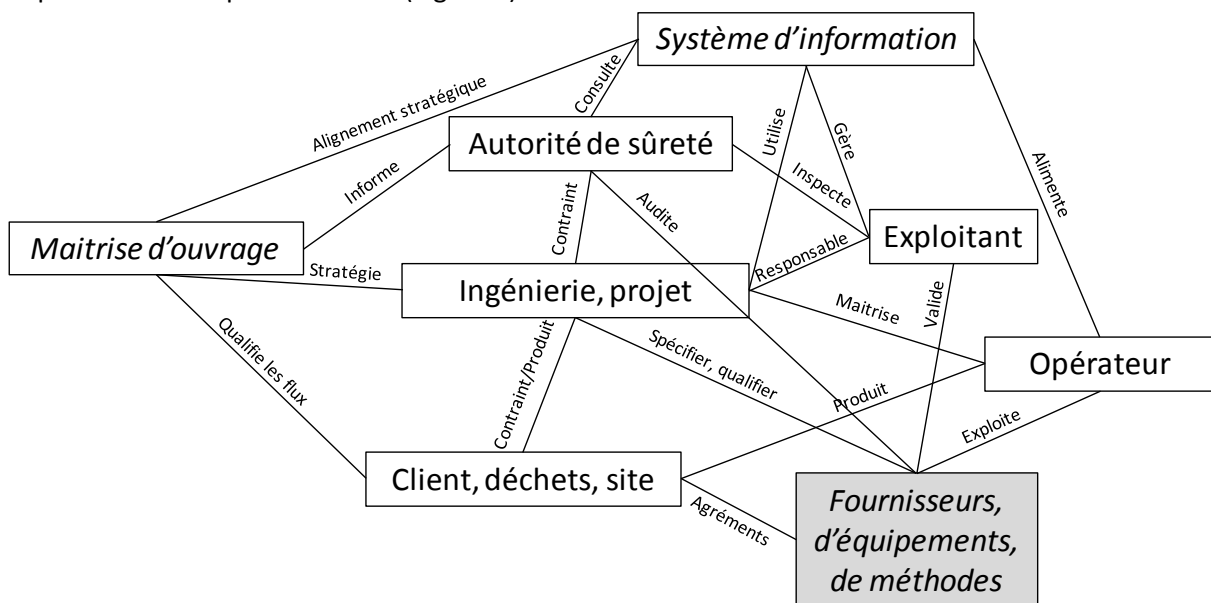 Système d'information
Consulte
Alignement stratégique
Autorité de sûreté
Utilise
Gère
Alimente
Informe
Inspecte
Audite
Contraint
Maitrise d'ouvrage
Exploitant
Responsable
Stratégie
Ingénierie, projet
Maitrise
Valide
Qualifie les flux
Contraint/Produit
Spécifier, qualifier
Opérateur
Produit
Exploite
Client, déchets, site
Agréments
Fournisseurs,
d'équipements,
de méthodes